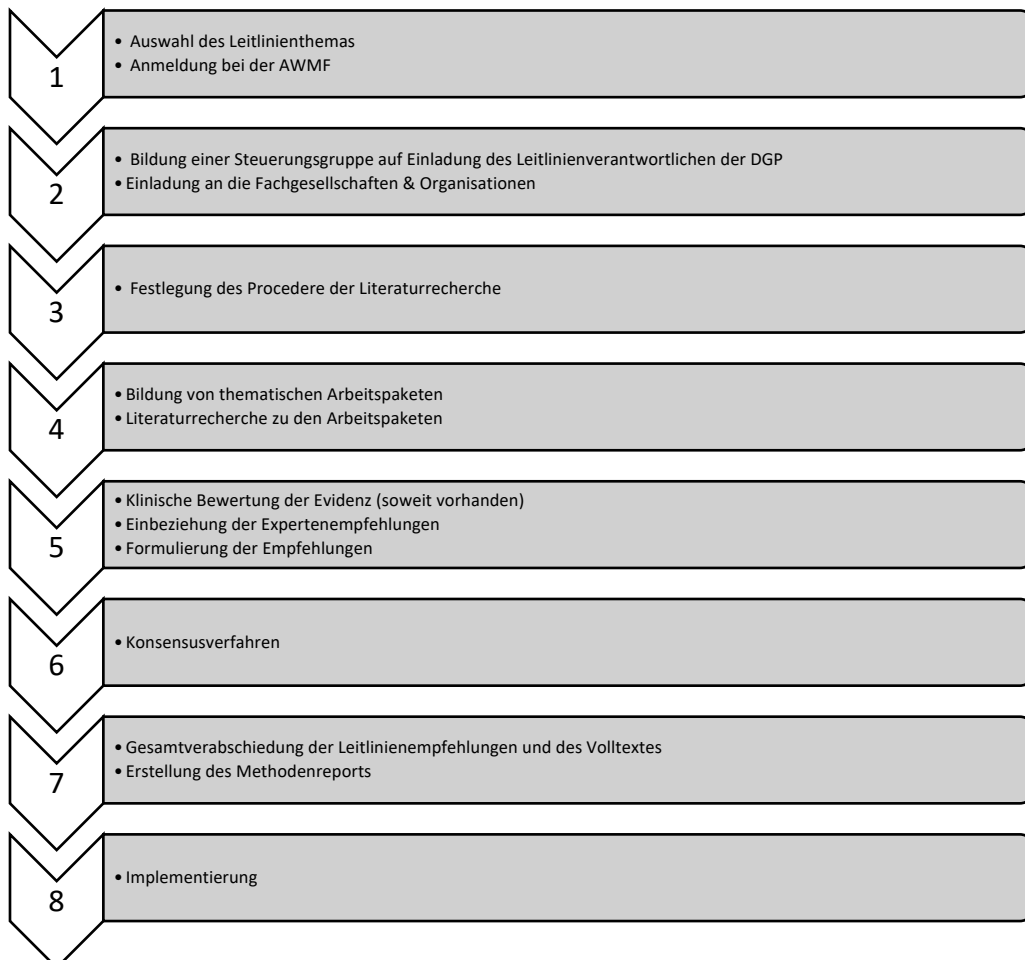 1
• Auswahl des Leitlinienthemas
• Anmeldung bei der AWMF
2
• Bildung einer Steuerungsgruppe auf Einladung des Leitlinienverantwortlichen der DGP
• Einladung an die Fachgesellschaften & Organisationen
3
• Festlegung des Procedere der Literaturrecherche
4
• Bildung von thematischen Arbeitspaketen
• Literaturrecherche zu den Arbeitspaketen
5
• Klinische Bewertung der Evidenz (soweit vorhanden)
• Einbeziehung der Expertenempfehlungen
• Formulierung der Empfehlungen
6
• Konsensusverfahren
7
• Gesamtverabschiedung der Leitlinienempfehlungen und des Volltextes
• Erstellung des Methodenreports
8
• Implementierung